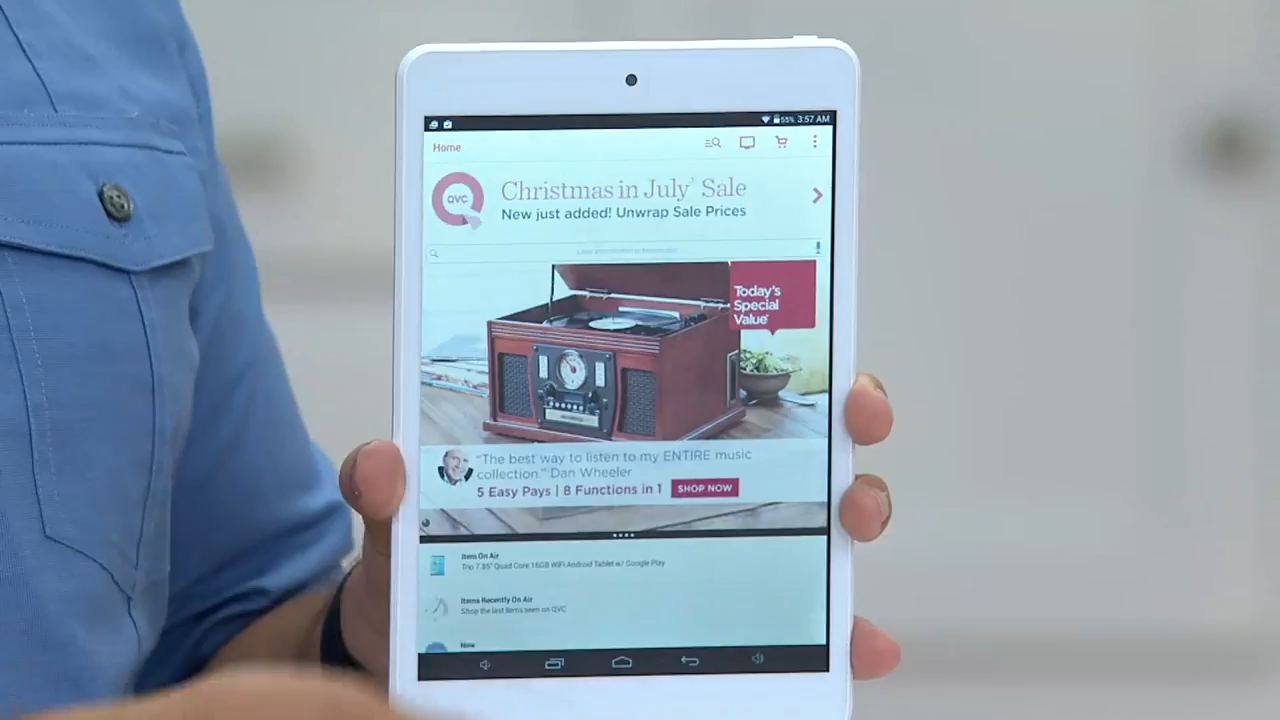 55% 3:57 AM
Home
QVC
Christmas in July® Sale
New just added! Unwrap Sale Prices
Today's
Special
Value®
"The best way to listen to my ENTIRE music
collection." Dan Wheeler
5 Easy Pays | 8 Functions in 1 SHOP NOW
Item On Air
Trio 7.85" Quad Core 16GB WiFi Android Tablet w/ Google Play
Items Recently On Air
Shop the last items seen on QVC